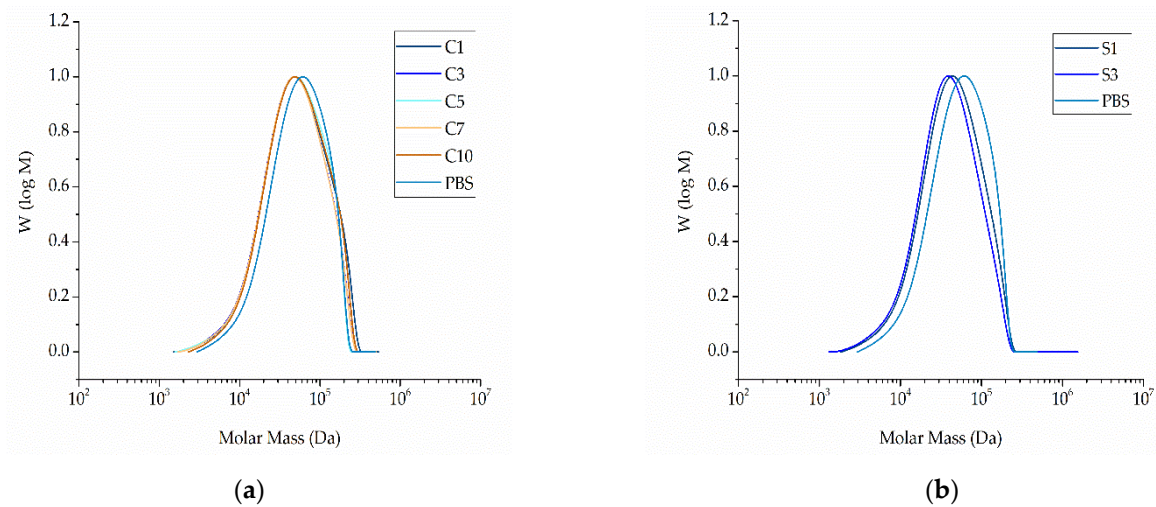 1.2
1.0
0.8
0.6
0.4
0.2
0.0
W (log M)
10² 10³ 10⁴ 10⁵ 10⁶ 10⁷
Molar Mass (Da)
C1
C3
C5
C7
C10
PBS
(a)
1.2
1.0
0.8
0.6
0.4
0.2
0.0
W (log M)
10² 10³ 10⁴ 10⁵ 10⁶ 10⁷
Molar Mass (Da)
S1
S3
PBS
(b)